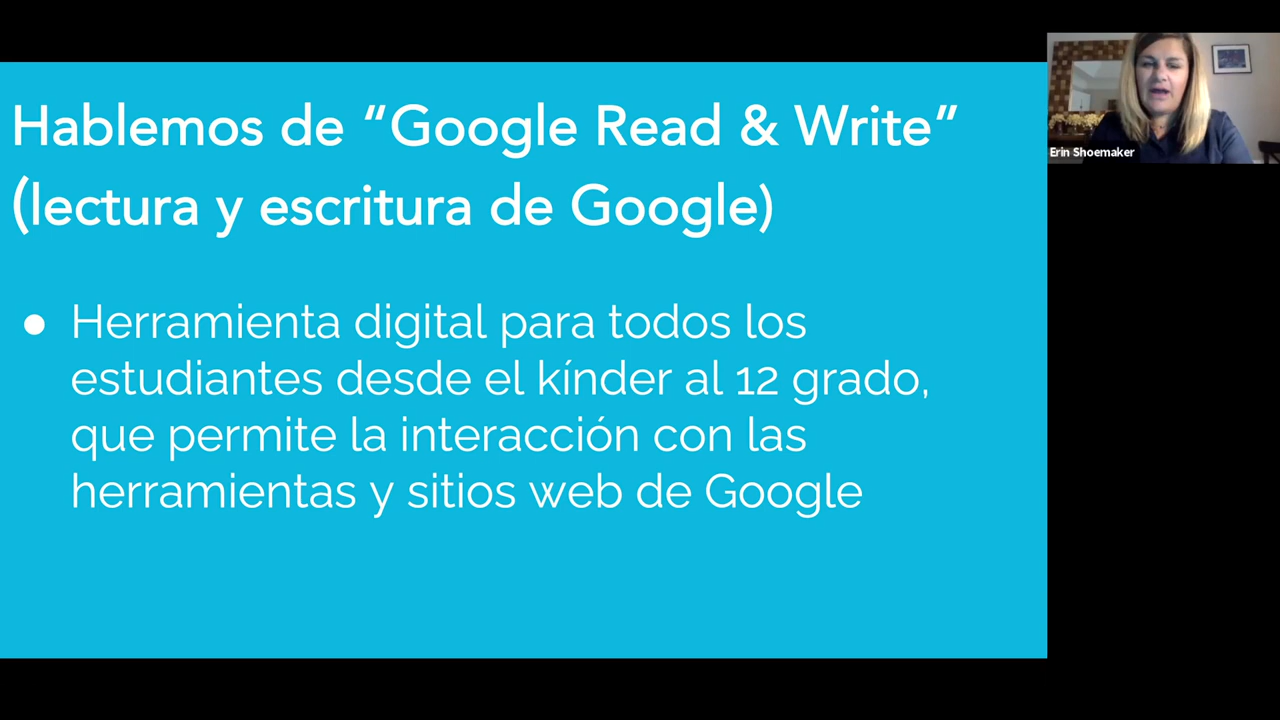 Hablemos de “Google Read & Write”
(lectura y escritura de Google)
● Herramienta digital para todos los
estudiantes desde el kínder al 12 grado,
que permite la interacción con las
herramientas y sitios web de Google
Erin Shoemaker